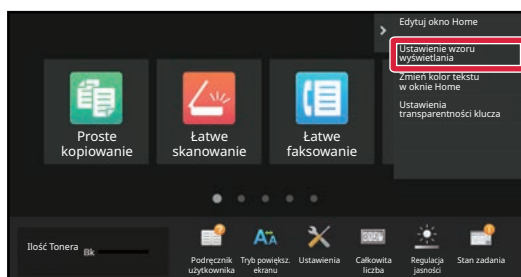 Edytuj okno Home
Ustawienie wzoru
wyświetlania
Zmień kolor tekstu
w oknie Home
Ustawienia
transparentności klucza
Proste
kopiowanie
Łatwe
skanowanie
Łatwe
faksowanie
Ilość Tonera
Bk
Podręcznik
użytkownika
Tryb powiększ.
ekranu
Ustawienia
Całkowita
liczba
Regulacja
jasności
Stan zadania